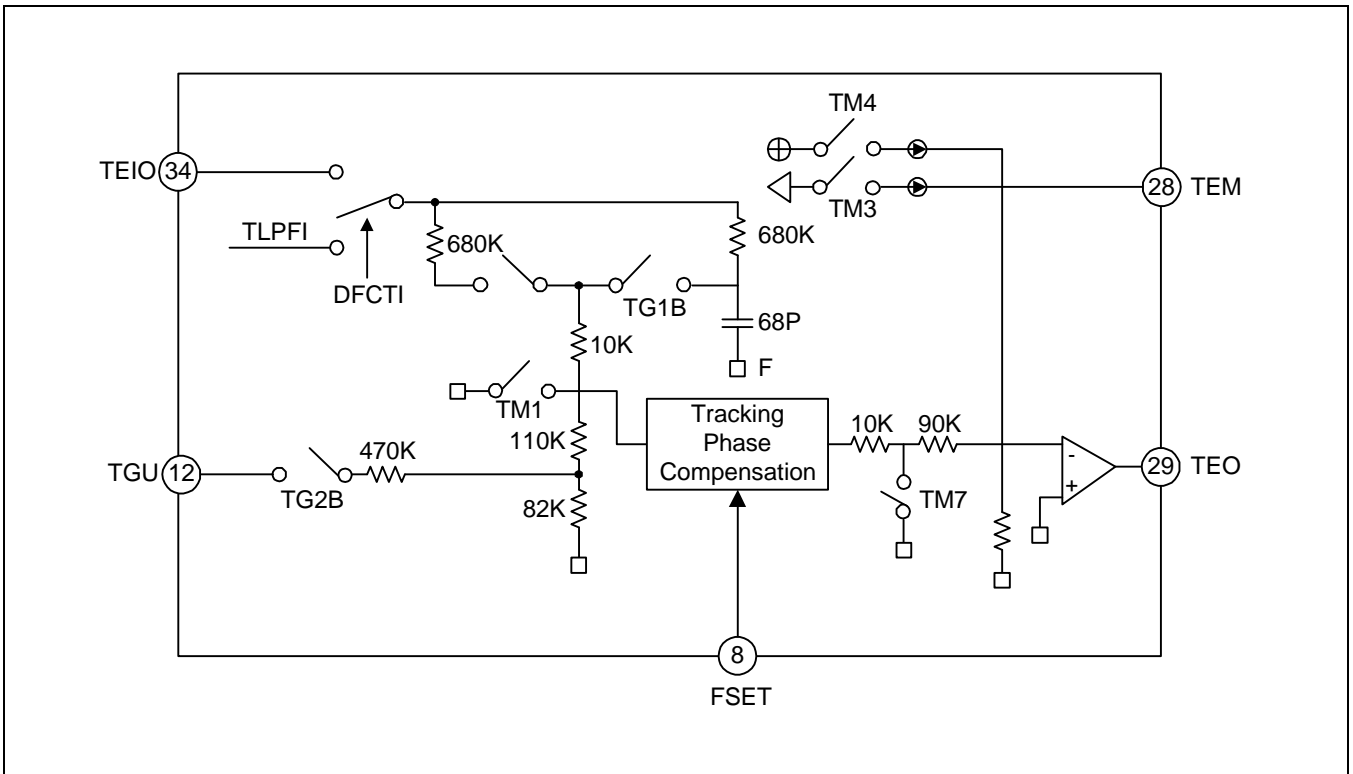 TM4
TEIO 34
28 TEM
TM3
TLPFI
680K
680K
DFCTI
TG1B
68P
10K
F
TM1
Tracking
Phase
Compensation
10K 90K
110K
470K
TGU 12
-
+
29 TEO
TG2B
TM7
82K
8
FSET